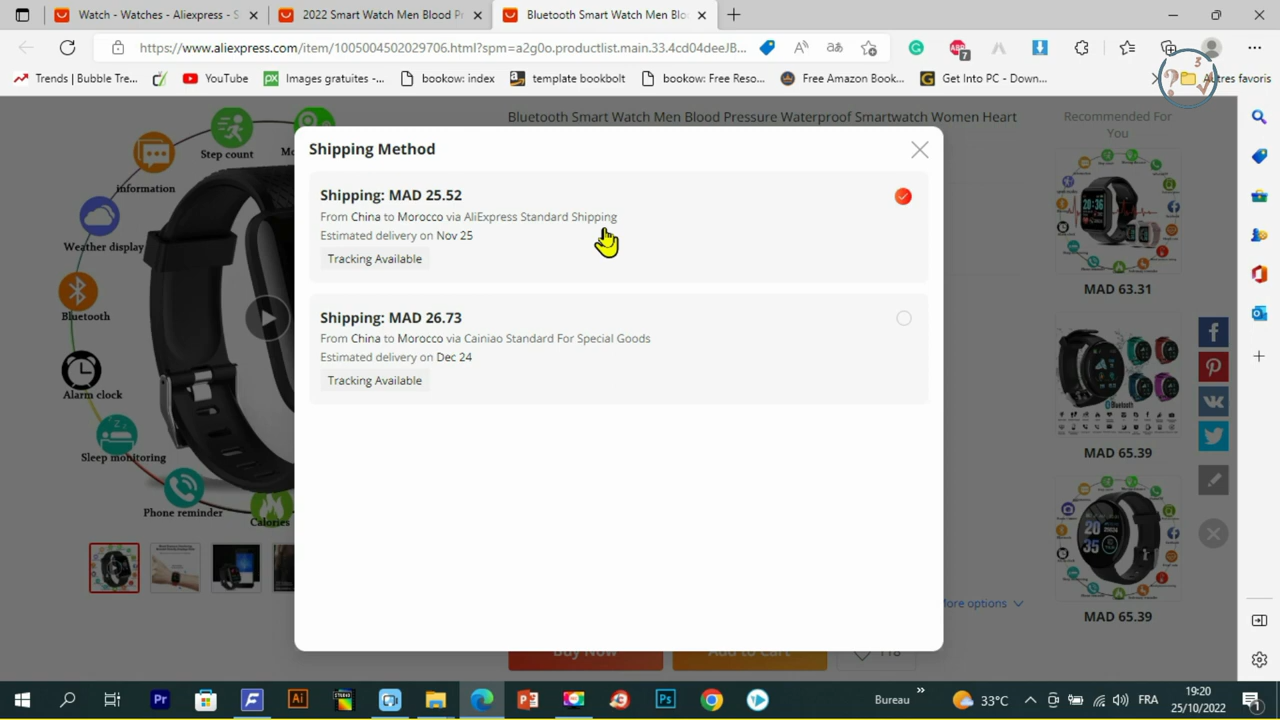 Watch - Watches - Aliexpress - S
2022 Smart Watch Men Blood Pr
Bluetooth Smart Watch Men Bloo
https://www.aliexpress.com/item/1005004502029706.html?spm=a2g0o.productlist.main.33.4cd04deeJB...
Trends | Bubble Tre...
YouTube
Images gratuites -...
bookow: index
template bookbolt
bookow: Free Reso...
Free Amazon Book...
Get Into PC - Down...
Autres favoris
Bluetooth Smart Watch Men Blood Pressure Waterproof Smartwatch Women Heart
Recommended For
You
Step count
information
Weather display
Bluetooth
Alarm clock
Sleep monitoring
Phone reminder
Calories
Shipping Method
Shipping: MAD 25.52
From China to Morocco via AliExpress Standard Shipping
Estimated delivery on Nov 25
Tracking Available
Shipping: MAD 26.73
From China to Morocco via Cainiao Standard For Special Goods
Estimated delivery on Dec 24
Tracking Available
More options
Buy Now
Add to Cart
118
MAD 63.31
MAD 65.39
MAD 65.39
Bureau
33°C
FRA
19:20
25/10/2022